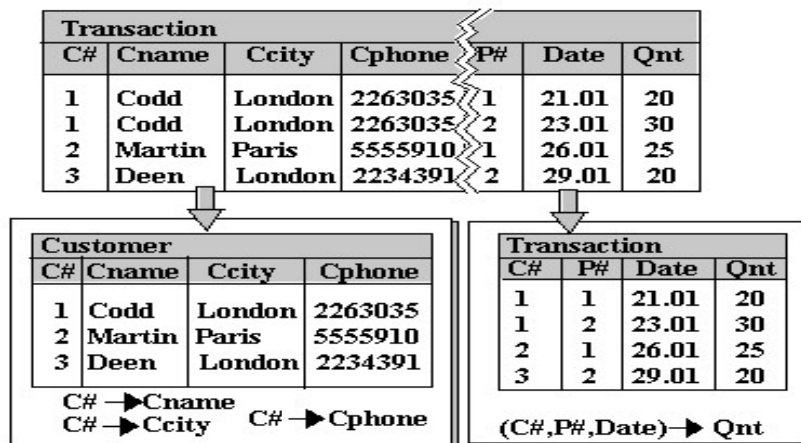 Transaction
C# Cname Ccity Cphone P# Date Qnt
1 Codd London 2263035 1 21.01 20
1 Codd London 2263035 2 23.01 30
2 Martin Paris 5555910 1 26.01 25
3 Deen London 2234391 2 29.01 20
Customer
C# Cname Ccity Cphone
1 Codd London 2263035
2 Martin Paris 5555910
3 Deen London 2234391
C# → Cname
C# → Ccity
C# → Cphone
Transaction
C# P# Date Qnt
1 1 21.01 20
1 2 23.01 30
2 1 26.01 25
3 2 29.01 20
(C#,P#,Date) → Qnt